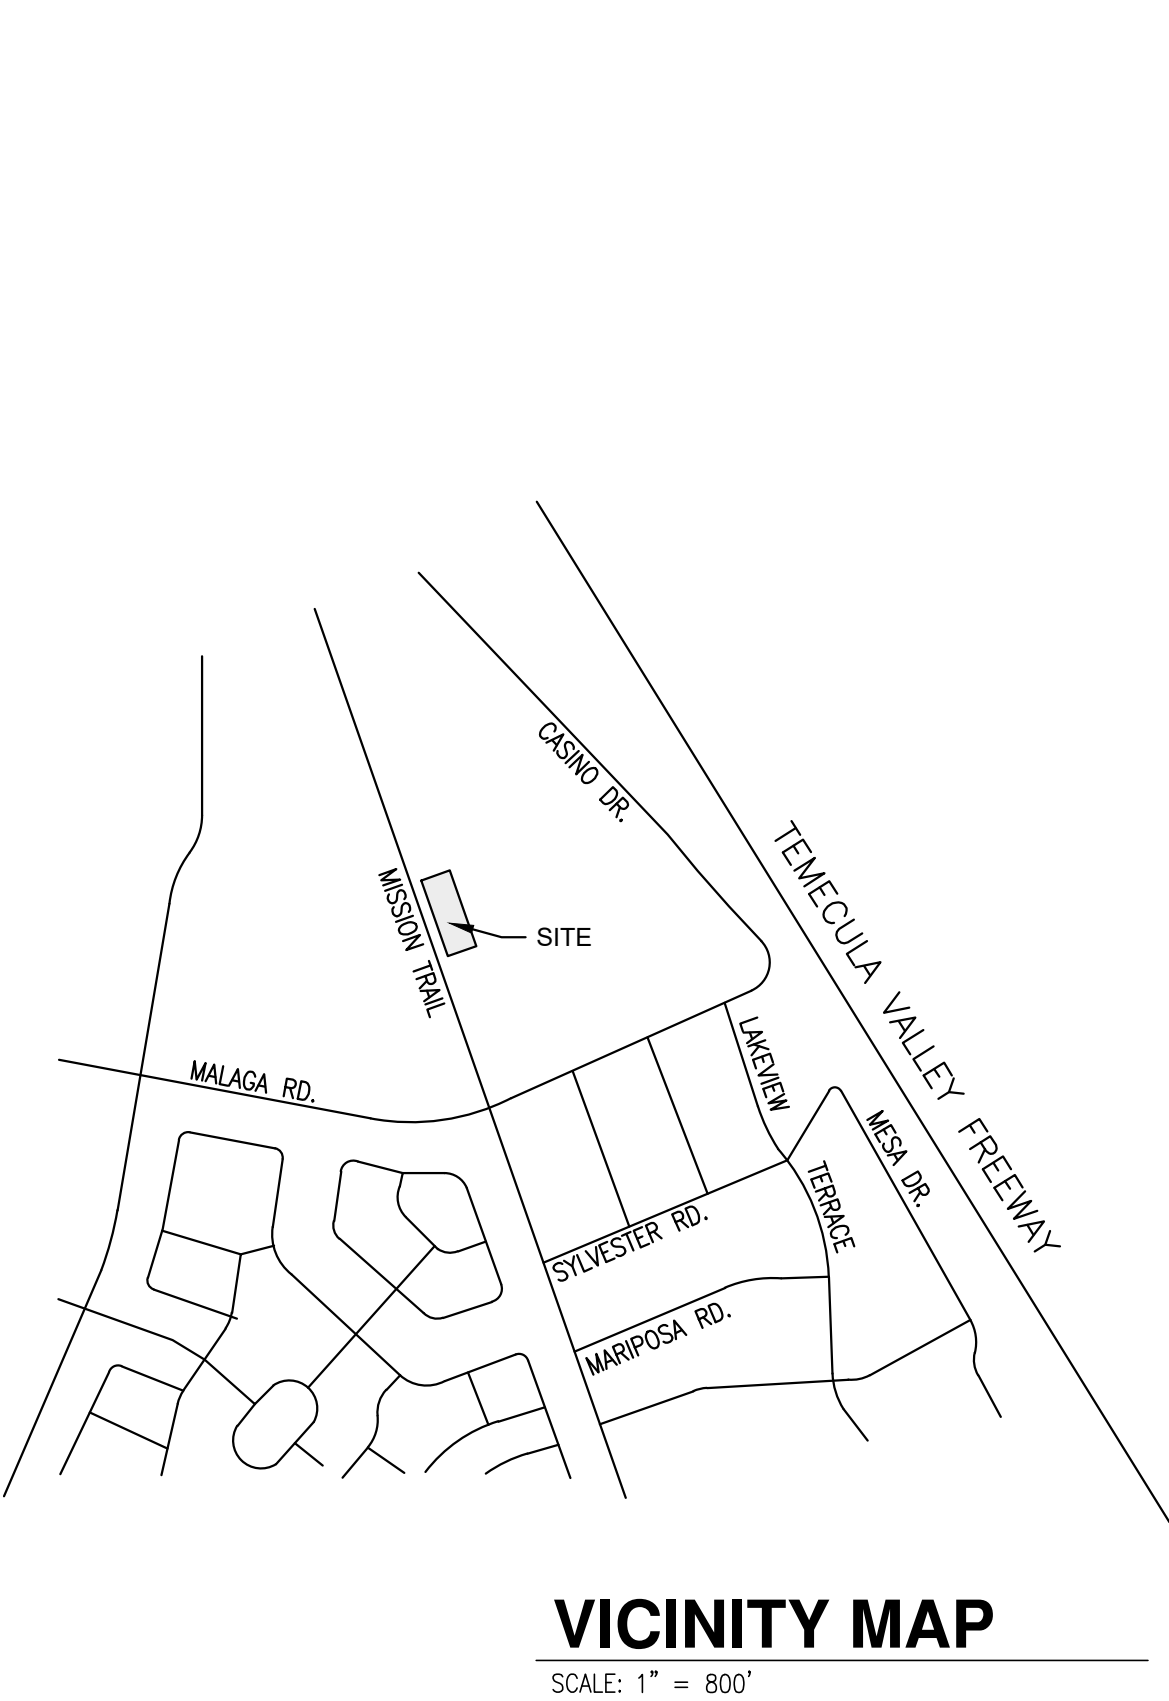 CASINO DR.
TEMECULA VALLEY FREEWAY
MISSION TRAIL
SITE
MALAGA RD.
LAKEVIEW
TERRACE
MESA DR.
SYLVESTER RD.
MARIPOSA RD.
VICINITY MAP
SCALE: 1” = 800’